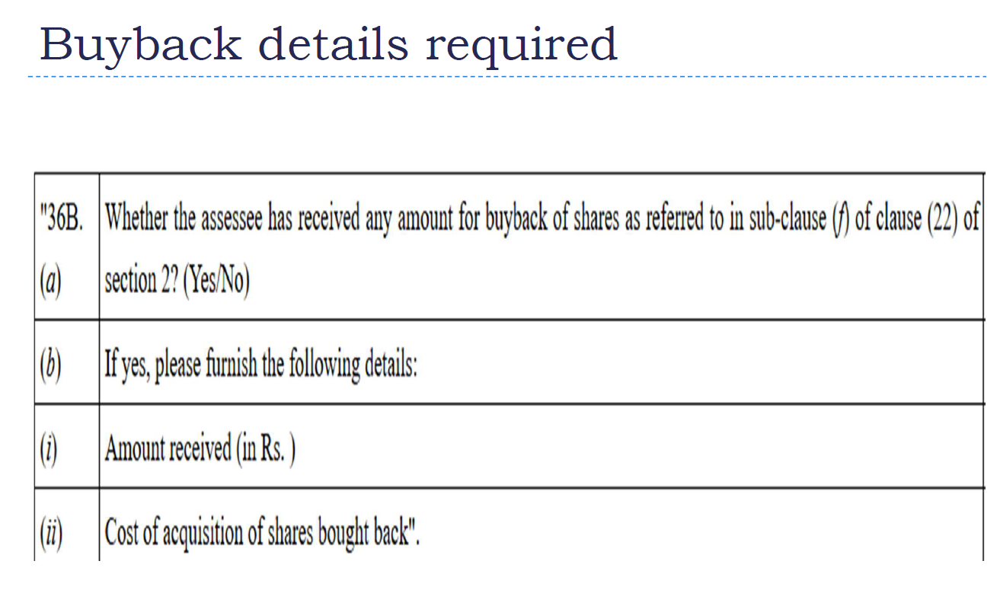 Buyback details required
"36B. Whether the assessee has received any amount for buyback of shares as referred to in sub-clause (f) of clause (22) of
(a) section 2? (Yes/No)
(b) If yes, please furnish the following details:
(i) Amount received (in Rs. )
(ii) Cost of acquisition of shares bought back".